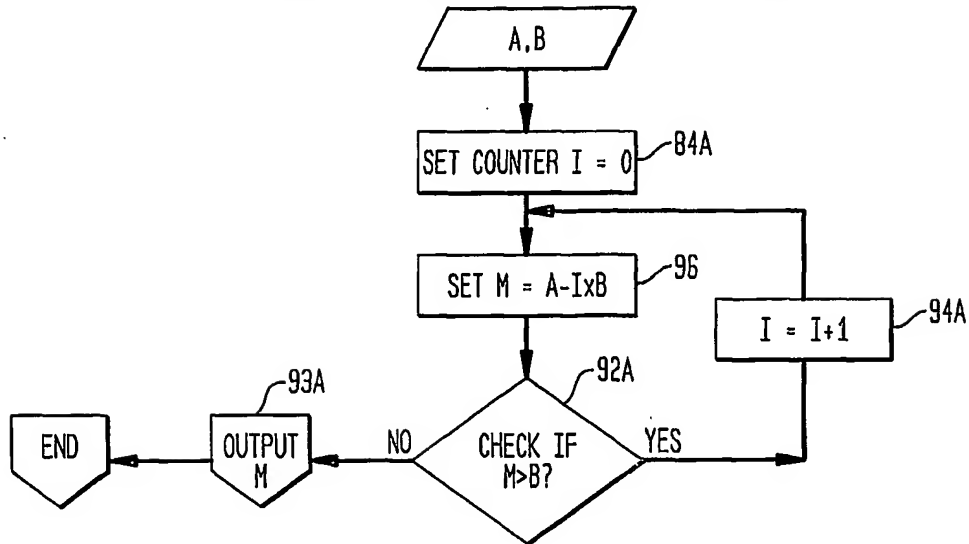 A,B
SET COUNTER I = 0
84A
SET M = A-IxB
96
I = I+1
94A
92A
CHECK IF
M>B?
YES
NO
93A
OUTPUT
M
END